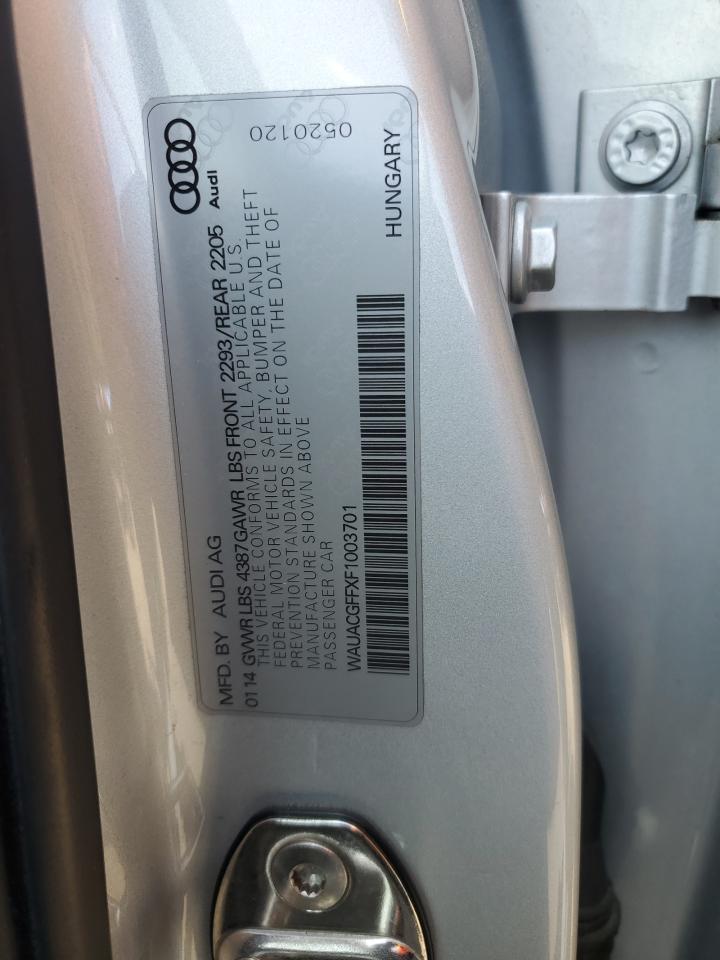 MFD. BY AUDI AG
Audi
0114 GVWR LBS 4387GAWR LBS FRONT 2293/REAR 2205
THIS VEHICLE CONFORMS TO ALL APPLICABLE U.S.
FEDERAL MOTOR VEHICLE SAFETY, BUMPER AND THEFT
PREVENTION STANDARDS IN EFFECT ON THE DATE OF
MANUFACTURE SHOWN ABOVE
PASSENGER CAR
WAUACGFFXF1003701
HUNGARY
0520120